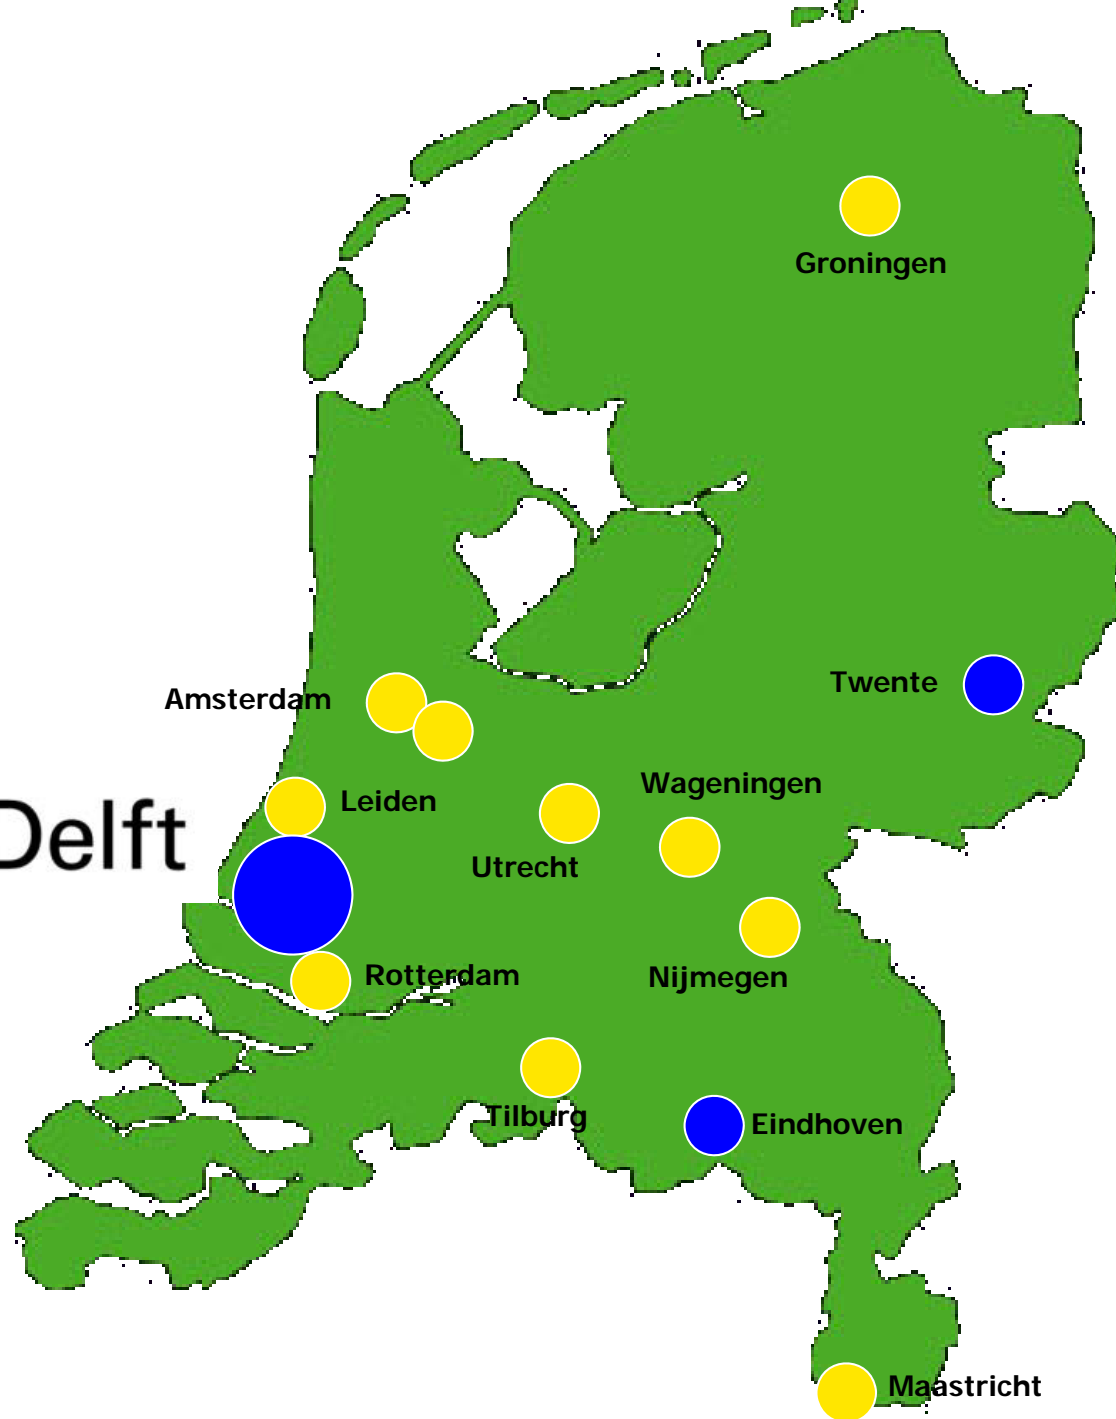 Groningen
Twente
Amsterdam
Wageningen
Leiden
Delft
Utrecht
Rotterdam
Nijmegen
Tilburg
Eindhoven
Maastricht